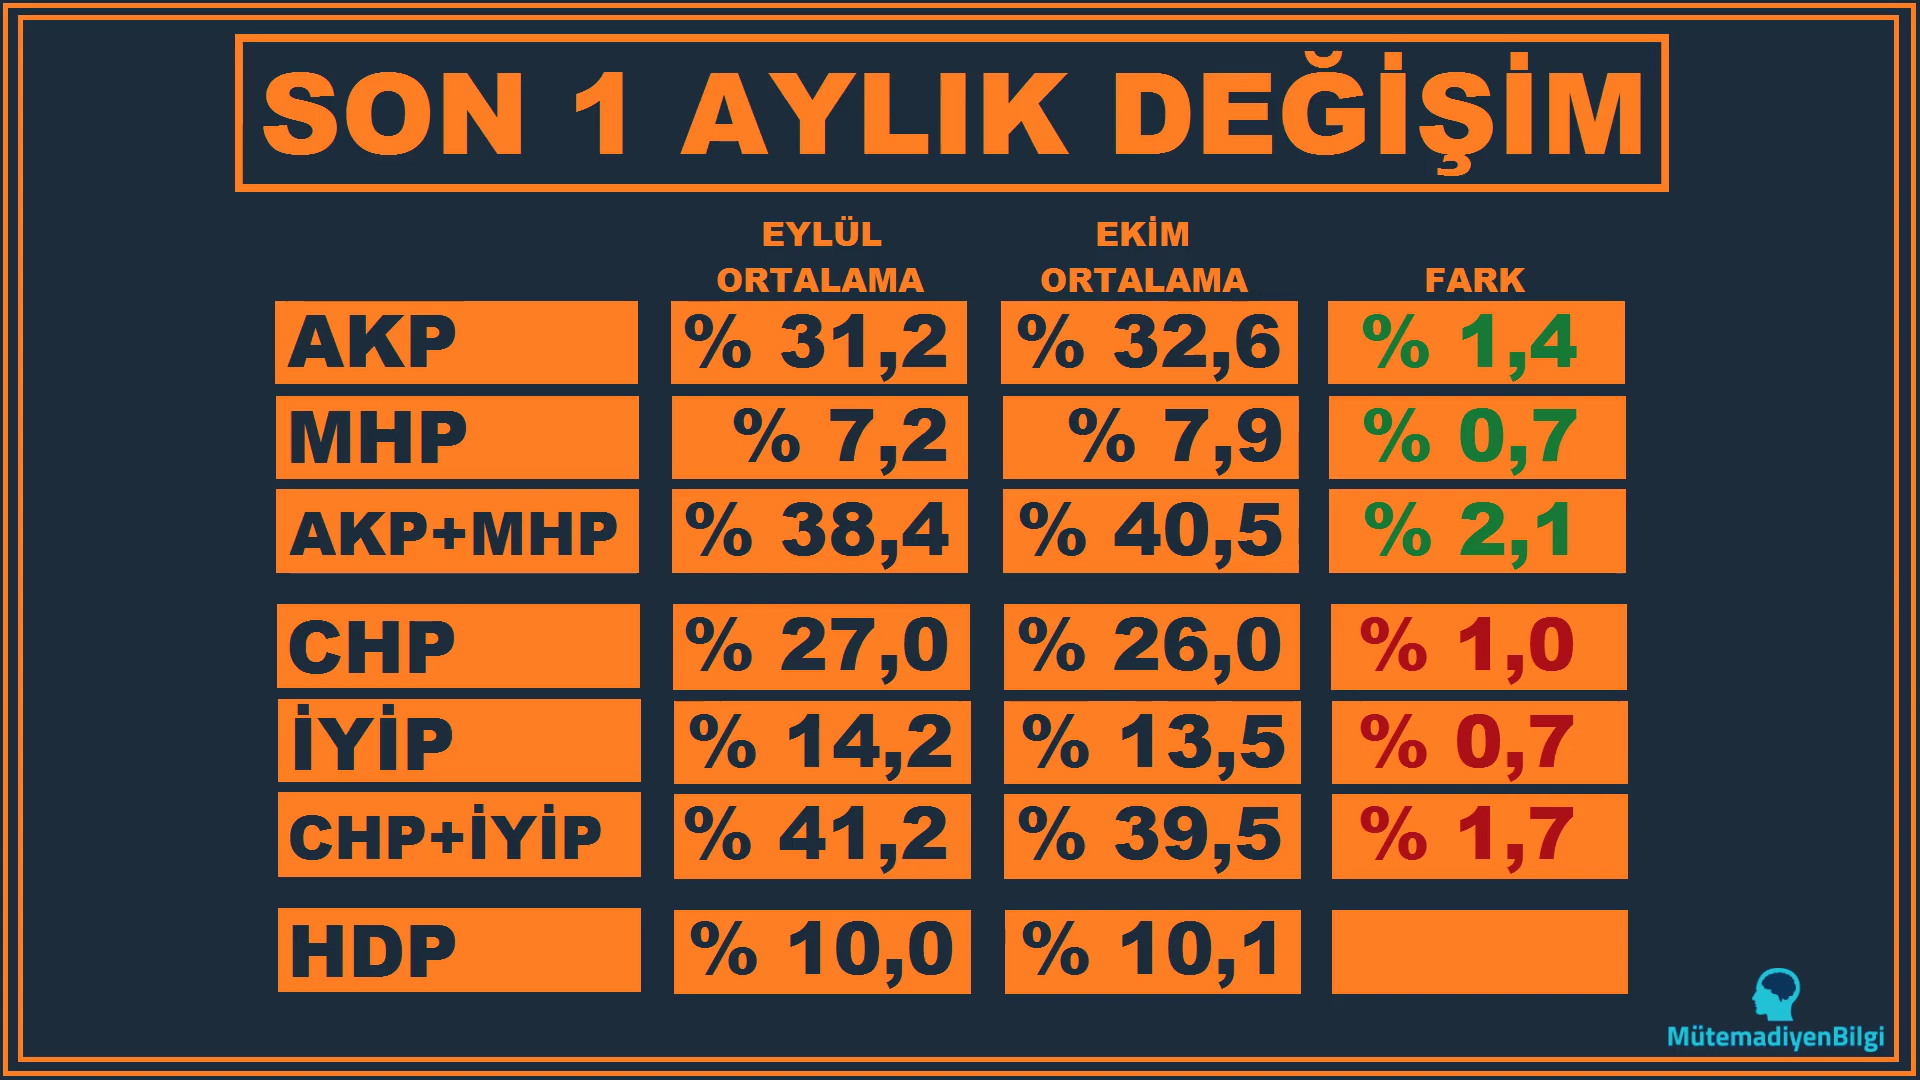 SON 1 AYLIK DEĞİŞİM
EYLÜL ORTALAMA
EKİM ORTALAMA
FARK
AKP % 31,2 % 32,6 % 1,4
MHP % 7,2 % 7,9 % 0,7
AKP+MHP % 38,4 % 40,5 % 2,1
CHP % 27,0 % 26,0 % 1,0
İYİP % 14,2 % 13,5 % 0,7
CHP+İYİP % 41,2 % 39,5 % 1,7
HDP % 10,0 % 10,1
MütemadiyenBilgi